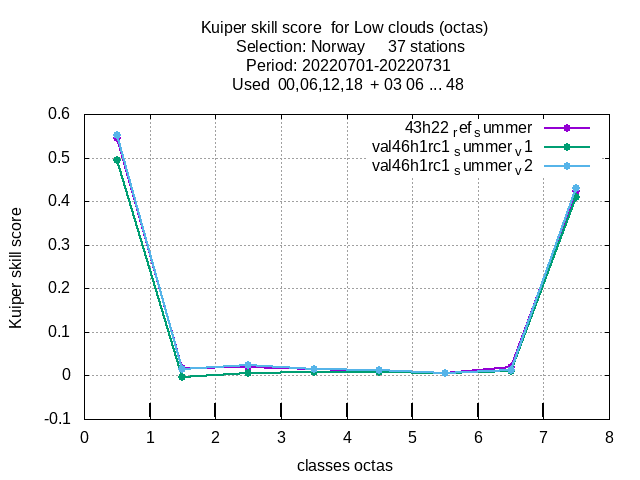 Kuiper skill score  for Low clouds (octas)
Selection: Norway     37 stations
Period: 20220701-20220731
Used  00,06,12,18  + 03 06 ... 48
43h22 ref summer
val46h1rc1 summer v1
val46h1rc1 summer v2
0.6
0.5
0.4
0.3
0.2
0.1
0
-0.1
Kuiper skill score
0 1 2 3 4 5 6 7 8
classes octas